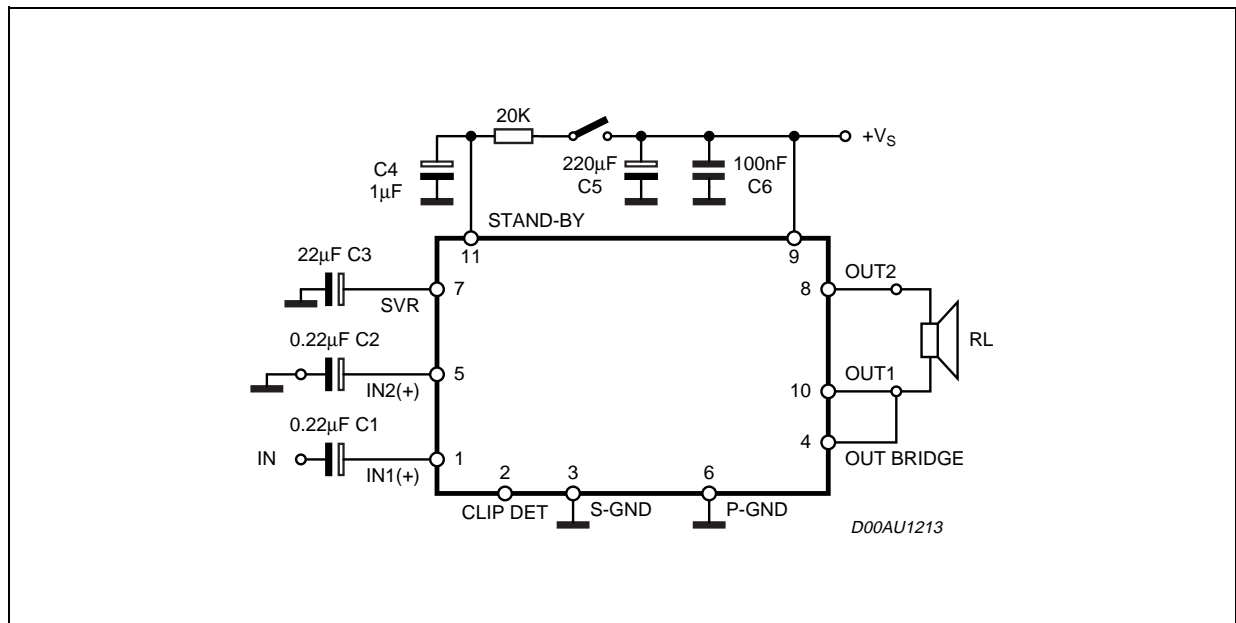 20K
+VS
C4
1μF
220μF
C5
100nF
C6
STAND-BY
11
9
22μF C3
SVR
7
8
OUT2
0.22μF C2
IN2(+)
5
RL
10
OUT1
0.22μF C1
IN
IN1(+)
1
4
OUT BRIDGE
2
3
6
CLIP DET
S-GND
P-GND
D00AU1213